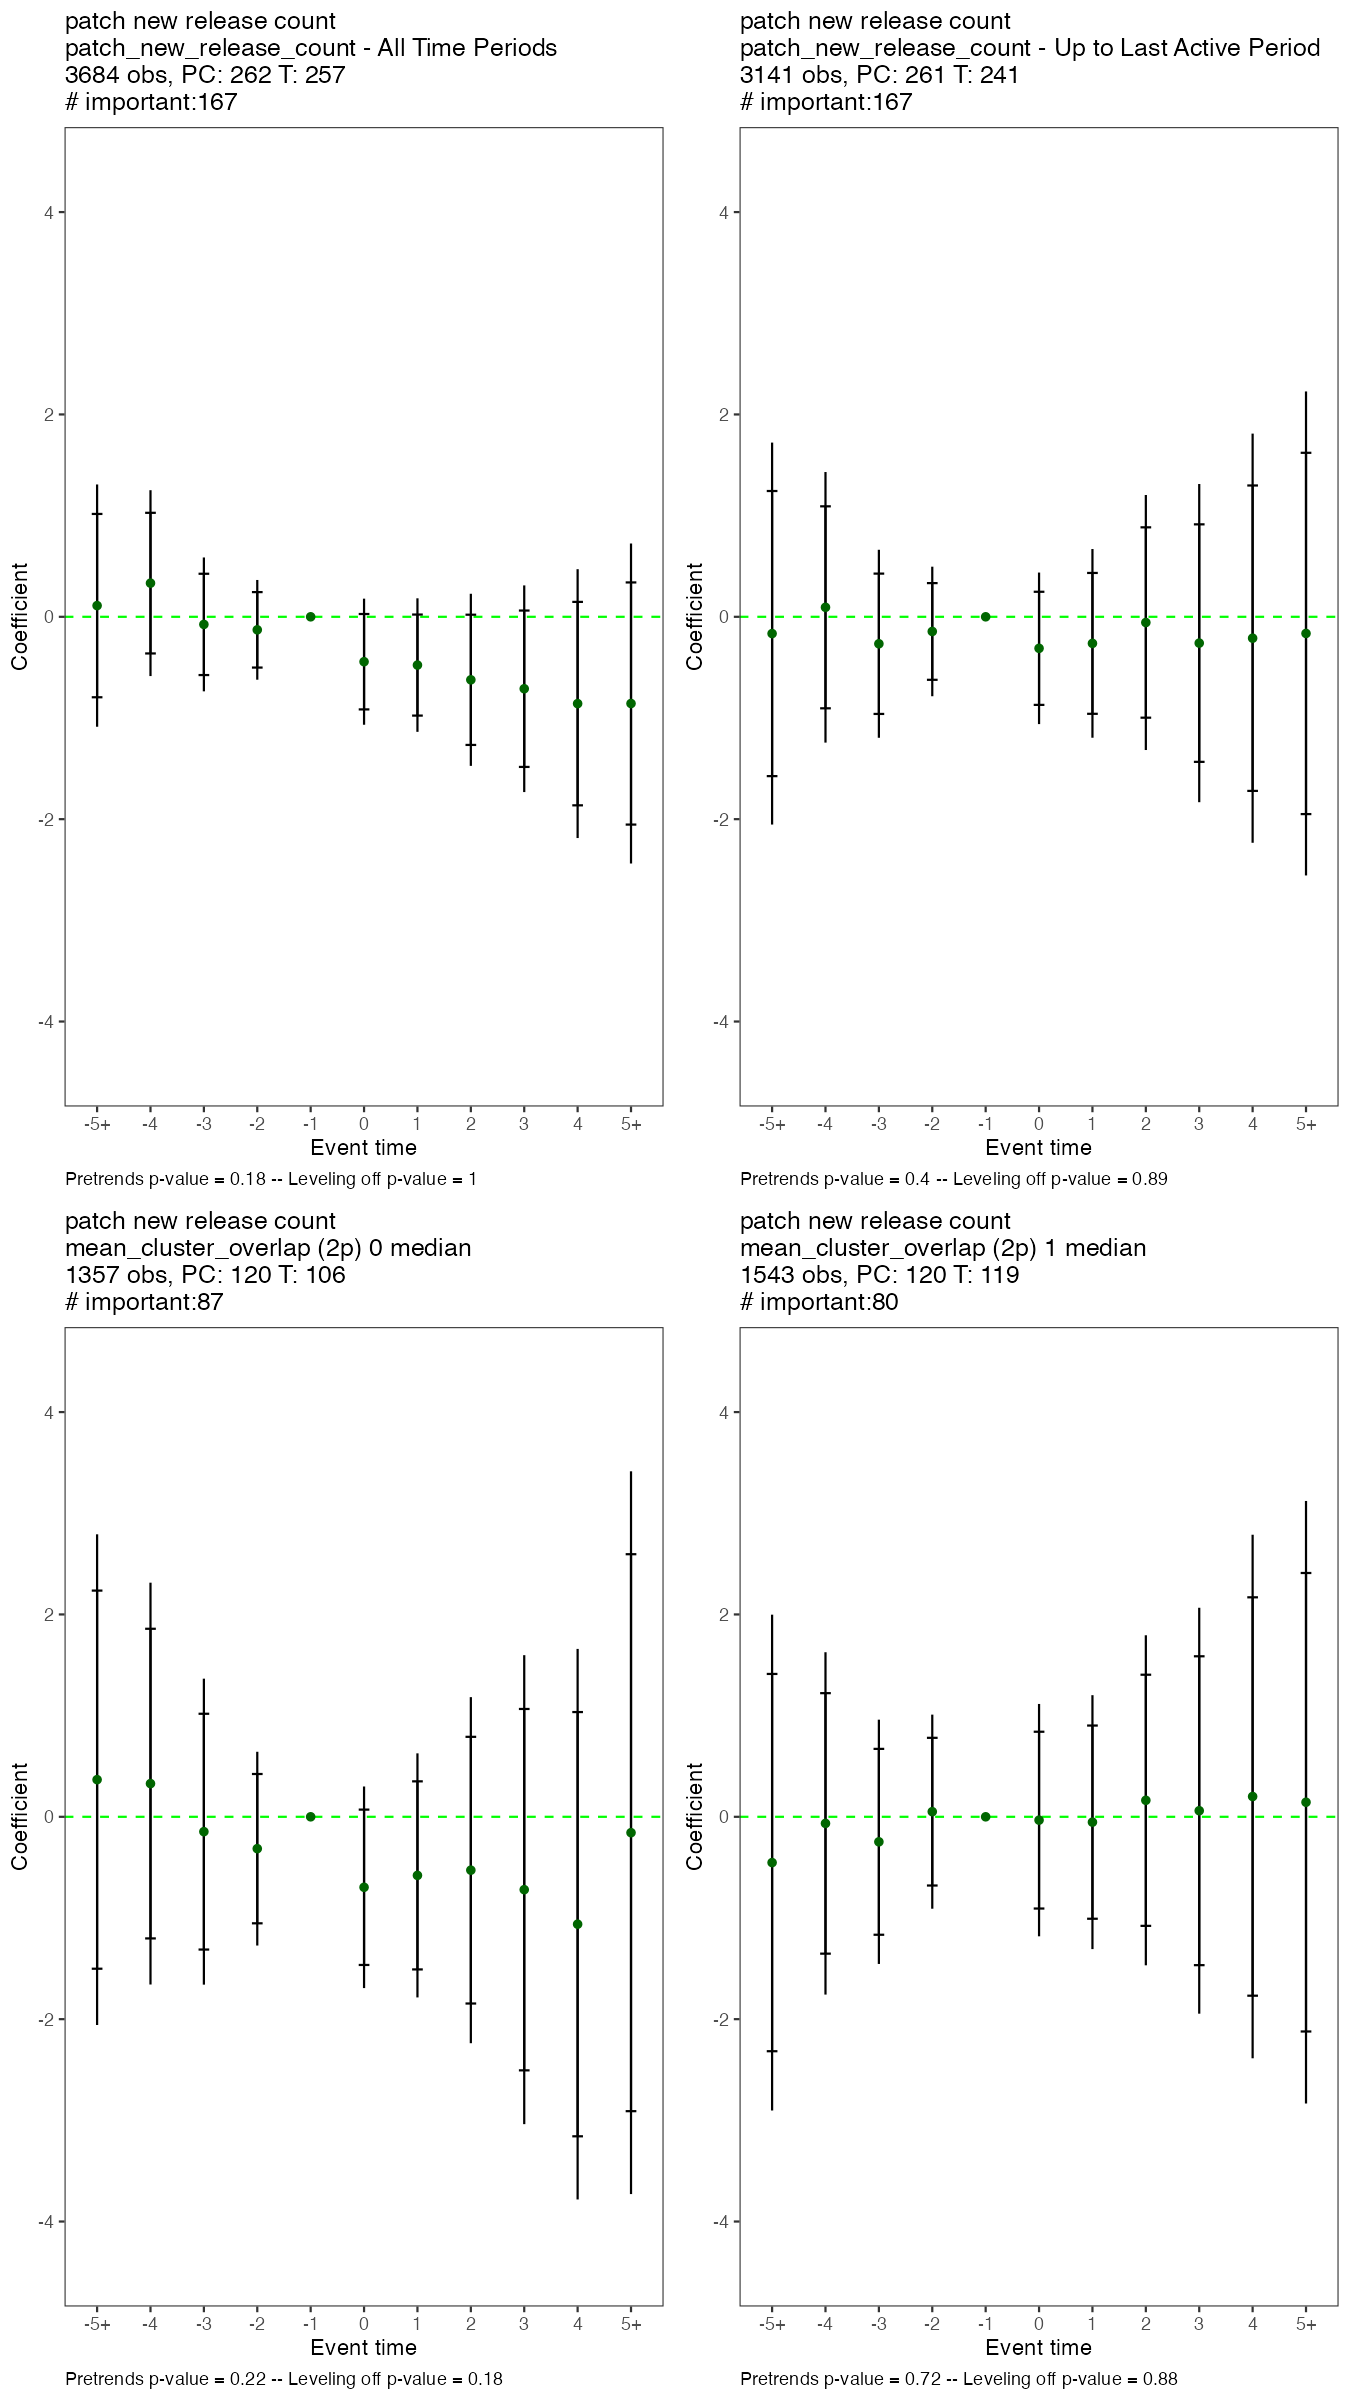 patch new release count
patch_new_release_count - All Time Periods
3684 obs, PC: 262 T: 257
# important:167
4
2
0
-2
-4
Coefficient
-5+ -4 -3 -2 -1 0 1 2 3 4 5+
Event time
Pretrends p-value = 0.18 -- Leveling off p-value = 1
patch new release count
patch_new_release_count - Up to Last Active Period
3141 obs, PC: 261 T: 241
# important:167
4
2
0
-2
-4
Coefficient
-5+ -4 -3 -2 -1 0 1 2 3 4 5+
Event time
Pretrends p-value = 0.4 -- Leveling off p-value = 0.89
patch new release count
mean_cluster_overlap (2p) 0 median
1357 obs, PC: 120 T: 106
# important:87
4
2
0
-2
-4
Coefficient
-5+ -4 -3 -2 -1 0 1 2 3 4 5+
Event time
Pretrends p-value = 0.22 -- Leveling off p-value = 0.18
patch new release count
mean_cluster_overlap (2p) 1 median
1543 obs, PC: 120 T: 119
# important:80
4
2
0
-2
-4
Coefficient
-5+ -4 -3 -2 -1 0 1 2 3 4 5+
Event time
Pretrends p-value = 0.72 -- Leveling off p-value = 0.88